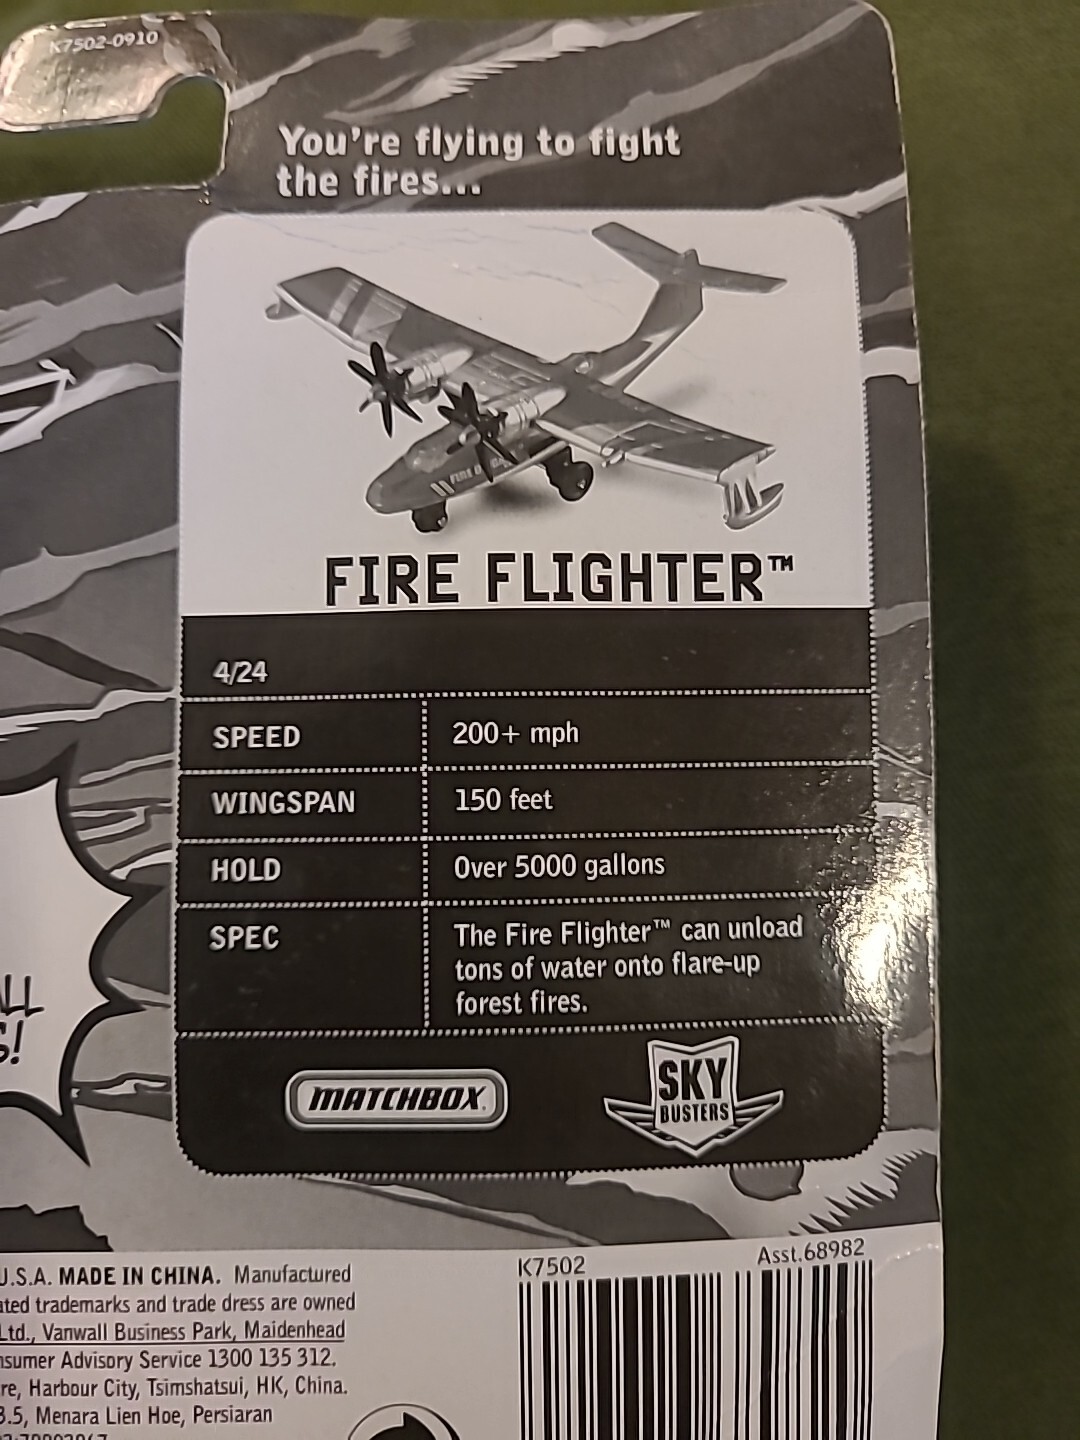 K7502-0910
You're flying to fight
the fires...
FIRE
FIRE FLIGHTER™
4/24
SPEED 200+ mph
WINGSPAN 150 feet
HOLD Over 5000 gallons
SPEC The Fire Flighter™ can unload
tons of water onto flare-up
forest fires.
MATCHBOX
SKY
BUSTERS
U.S.A. MADE IN CHINA. Manufactured
trademarks and trade dress are owned
Ltd., Vanwall Business Park, Maidenhead
Advisory Service 1300 135 312.
Harbour City, Tsimshatsui, HK, China.
3.5, Menara Lien Hoe, Persiaran
K7502
Asst.68982